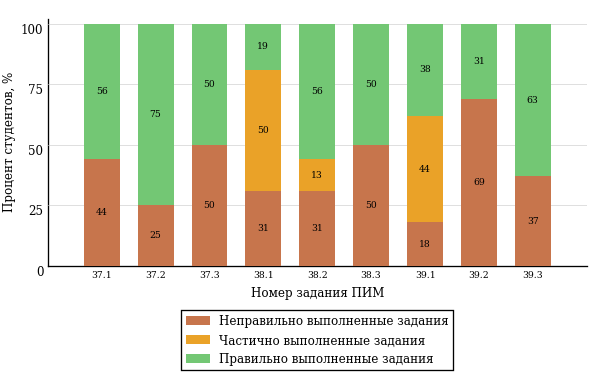 Процент студентов, %
100
75
50
25
0
56 75 50 19 56 50 38 31 63
50 13 44
44 25 50 31 31 50 18 69 37
37.1 37.2 37.3 38.1 38.2 38.3 39.1 39.2 39.3
Номер задания ПИМ
Неправильно выполненные задания
Частично выполненные задания
Правильно выполненные задания